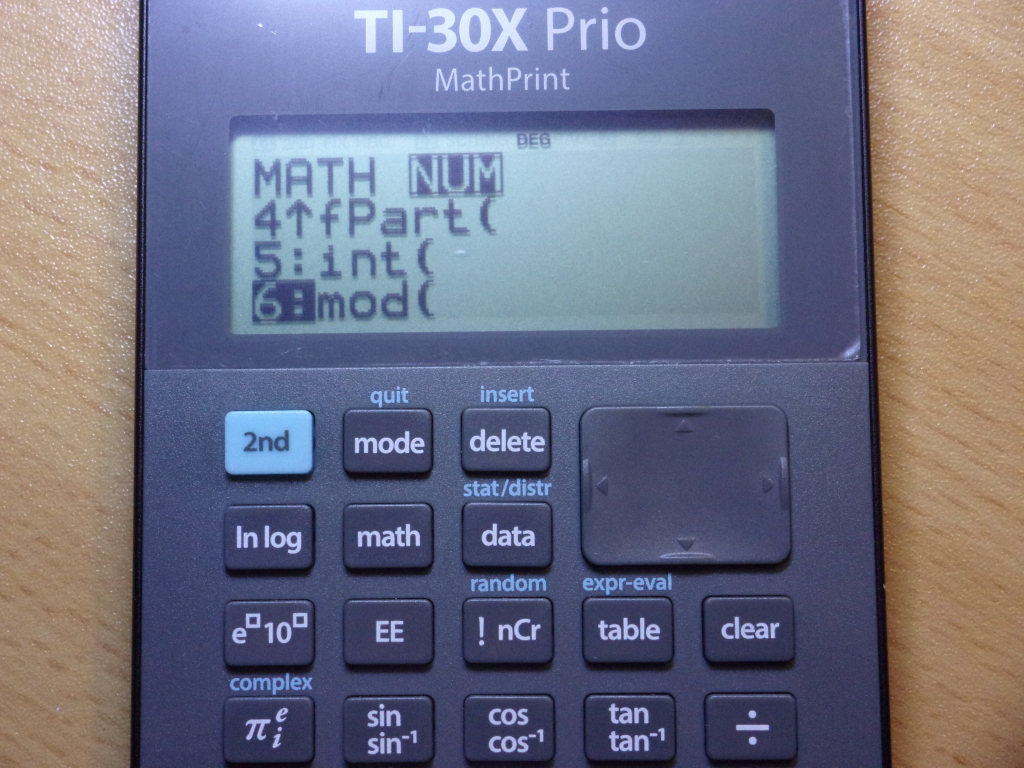 TI-30X Prio
MathPrint
DEG
MATH NUM
4↑fPart(
5:int(
6:mod(
quit insert
2nd mode delete
stat/distr
ln log math data
random expr-eval
e□ 10□ EE ! nCr table clear
complex
π e i sin sin⁻¹ cos cos⁻¹ tan tan⁻¹ ÷